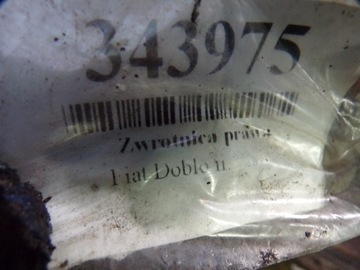 343975
Zwrotnica prawa
Fiat Doblo II